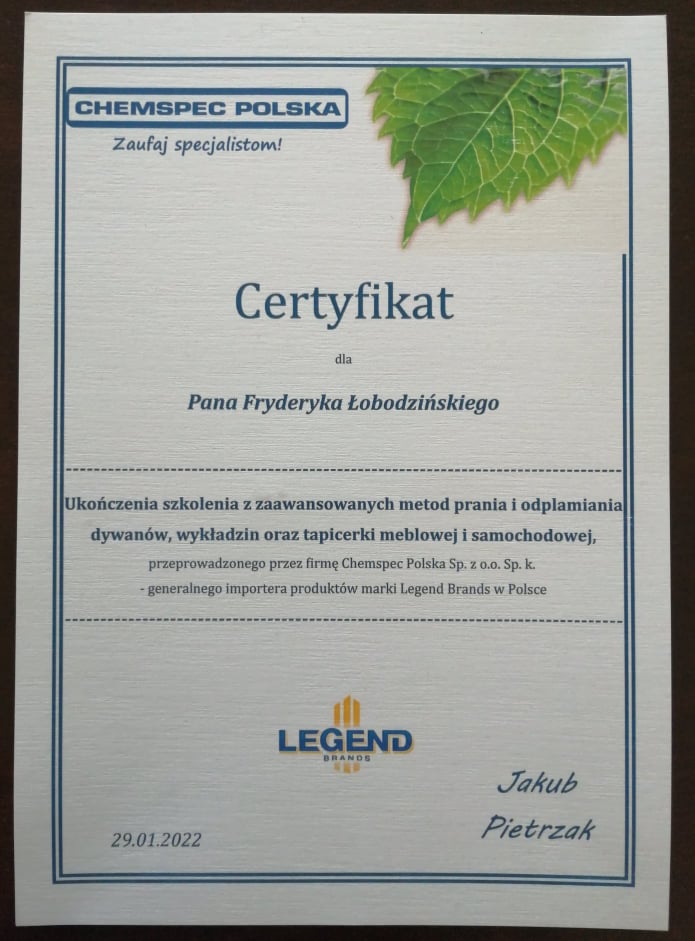 CHEMSPEC POLSKA
Zaufaj specjalistom!
Certyfikat
dla
Pana Fryderyka Łobodzińskiego
Ukończenia szkolenia z zaawansowanych metod prania i odplamiania
dywanów, wykładzin oraz tapicerki meblowej i samochodowej,
przeprowadzonego przez firmę Chemspec Polska Sp. z o.o. Sp. k.
- generalnego importera produktów marki Legend Brands w Polsce
LEGEND
BRANDS
Jakub
Pietrzak
29.01.2022